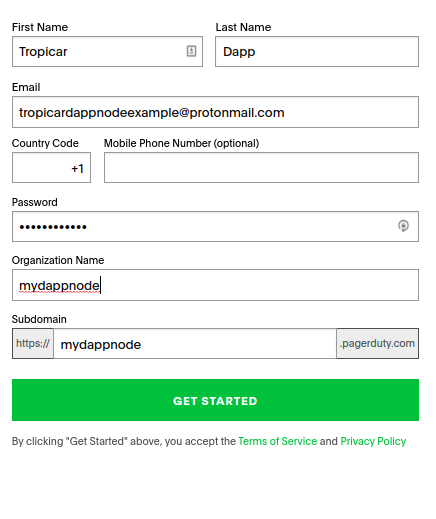 First Name Last Name
Tropicar Dapp
Email
tropicardappnodeexample@protonmail.com
Country Code Mobile Phone Number (optional)
+1
Password
••••••••••••
Organization Name
mydappnode
Subdomain
https:// mydappnode .pagerduty.com
GET STARTED
By clicking "Get Started" above, you accept the Terms of Service and Privacy Policy